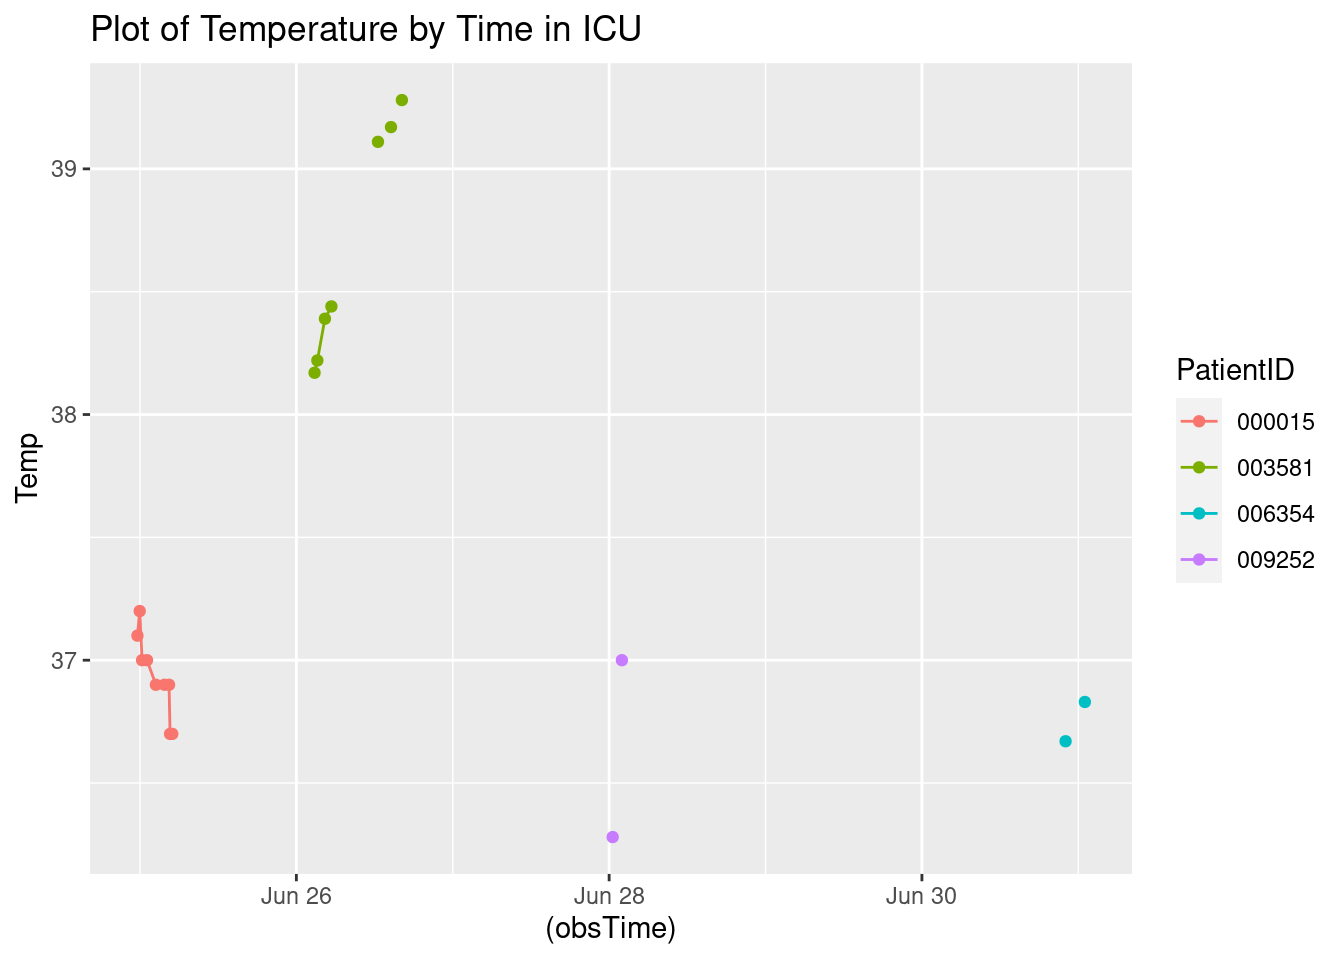 Plot of Temperature by Time in ICU
39
38
37
Temp
Jun 26
Jun 28
Jun 30
(obsTime)
PatientID
000015
003581
006354
009252